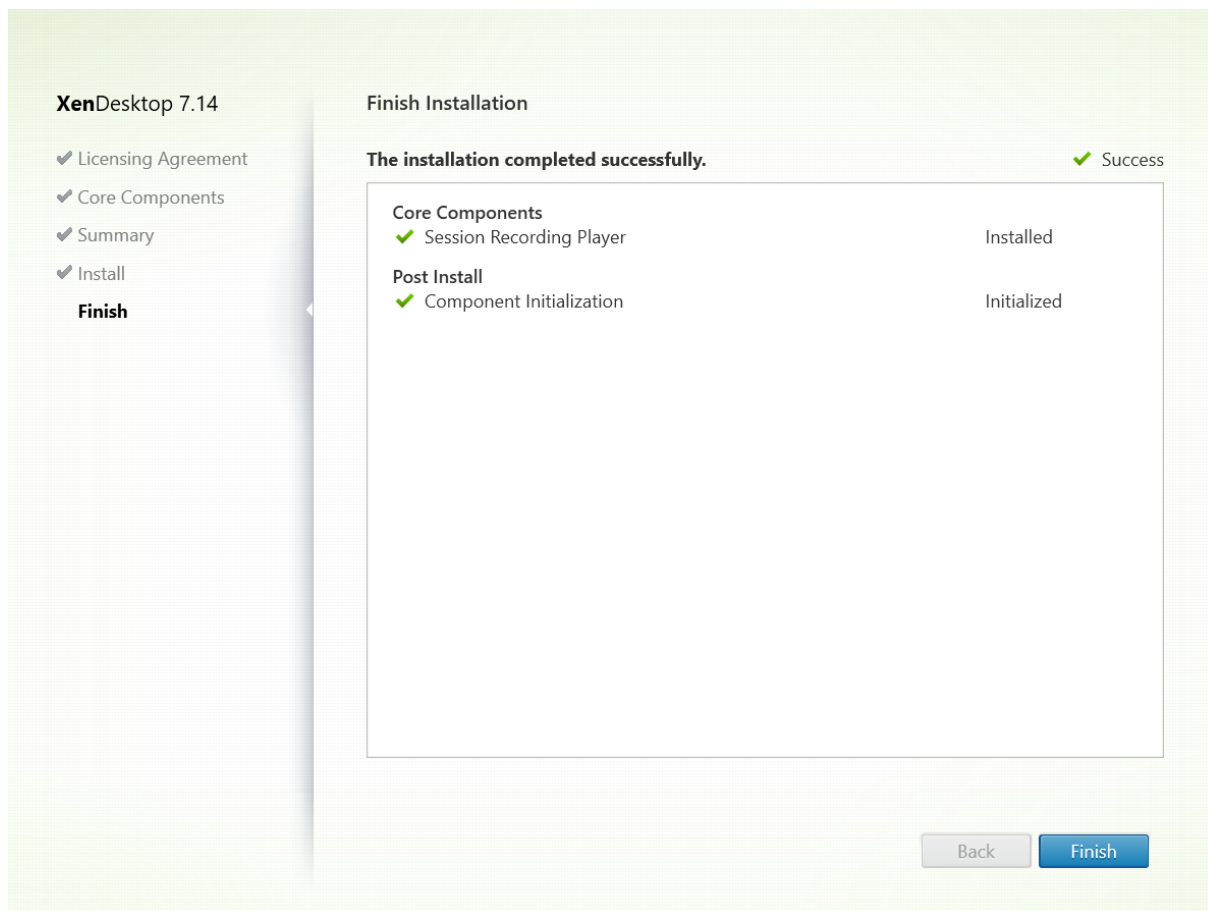 XenDesktop 7.14
Licensing Agreement
Core Components
Summary
Install
Finish
Finish Installation
The installation completed successfully.
Success
Core Components
Session Recording Player Installed
Post Install
Component Initialization Initialized
Back
Finish